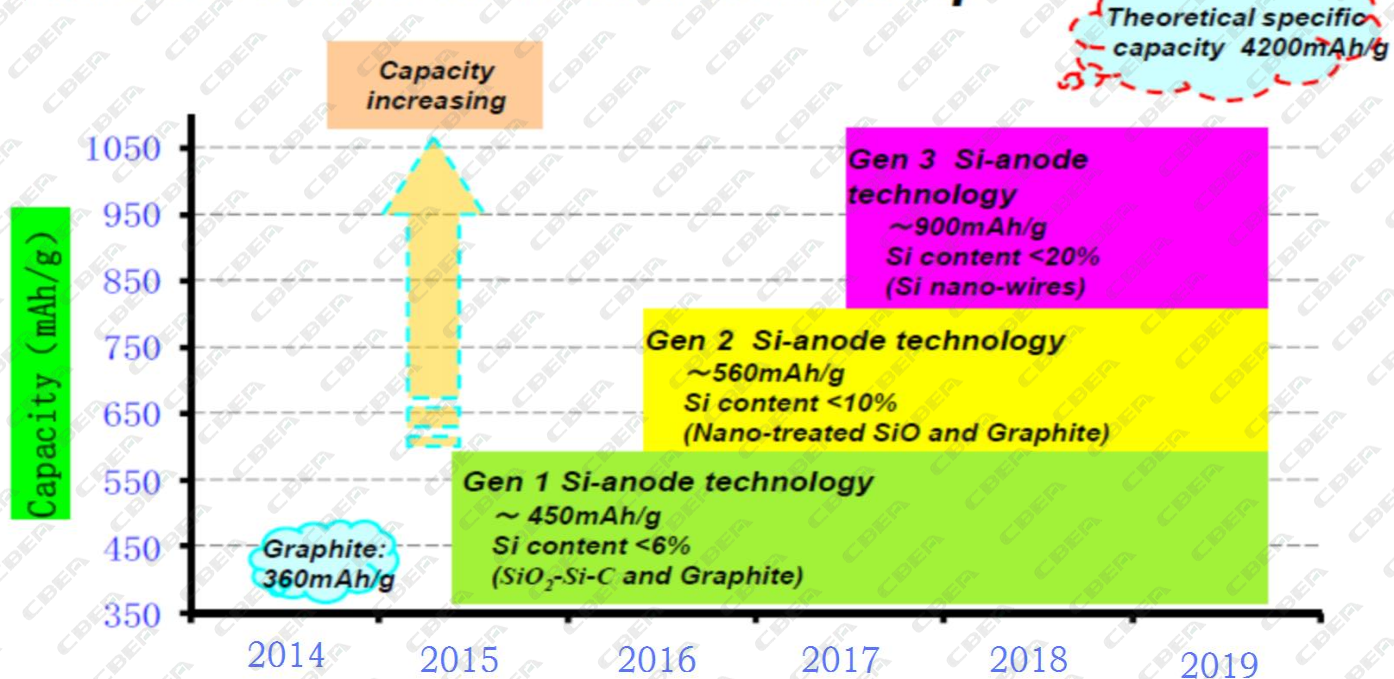 Theoretical specific
capacity 4200mAh/g
Capacity
increasing
1050
950
850
750
650
550
450
350
Capacity (mAh/g)
Gen 3 Si-anode
technology
~900mAh/g
Si content <20%
(Si nano-wires)
Gen 2 Si-anode technology
~560mAh/g
Si content <10%
(Nano-treated SiO and Graphite)
Gen 1 Si-anode technology
~ 450mAh/g
Si content <6%
(SiO₂-Si-C and Graphite)
Graphite:
360mAh/g
2014 2015 2016 2017 2018 2019
CBEA